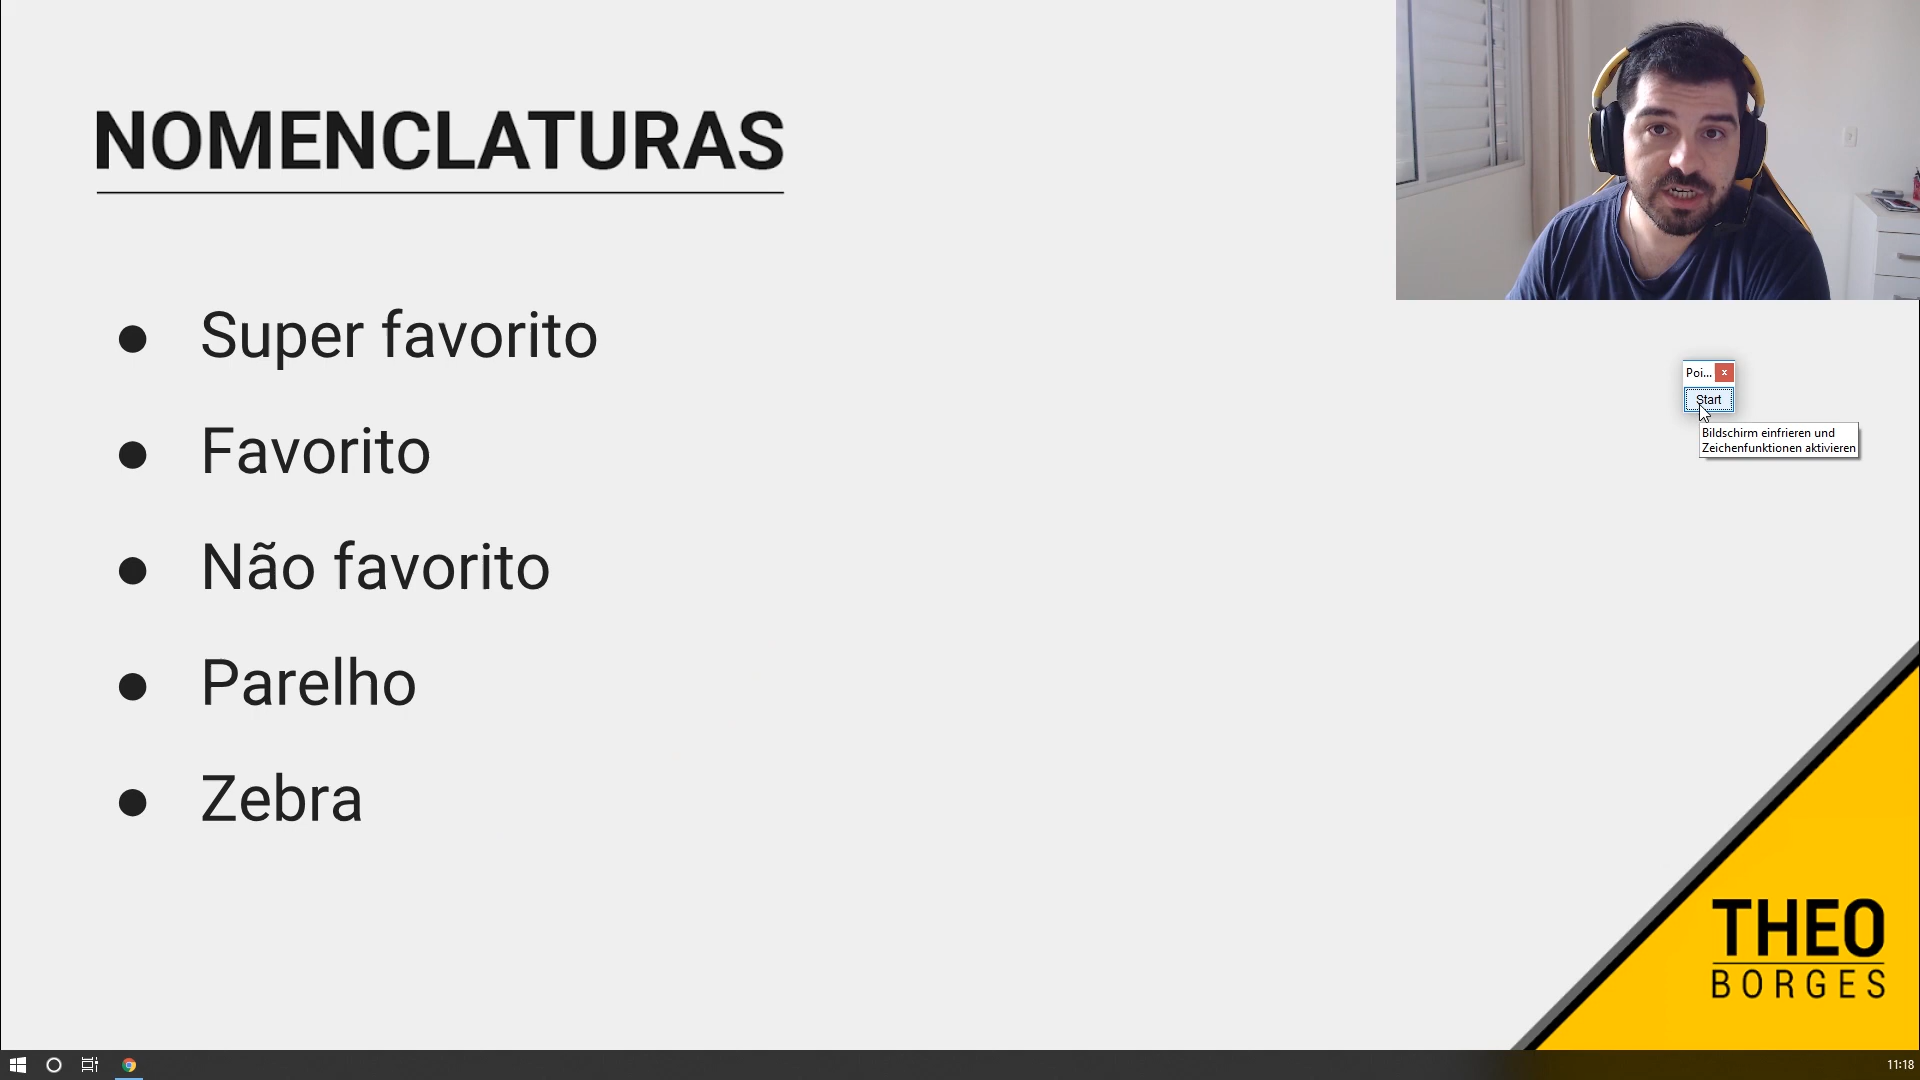 NOMENCLATURAS
● Super favorito
● Favorito
● Não favorito
● Parelho
● Zebra
Poi... x
Start
Bildschirm einfrieren und
Zeichenfunktionen aktivieren
THEO
BORGES
11:18